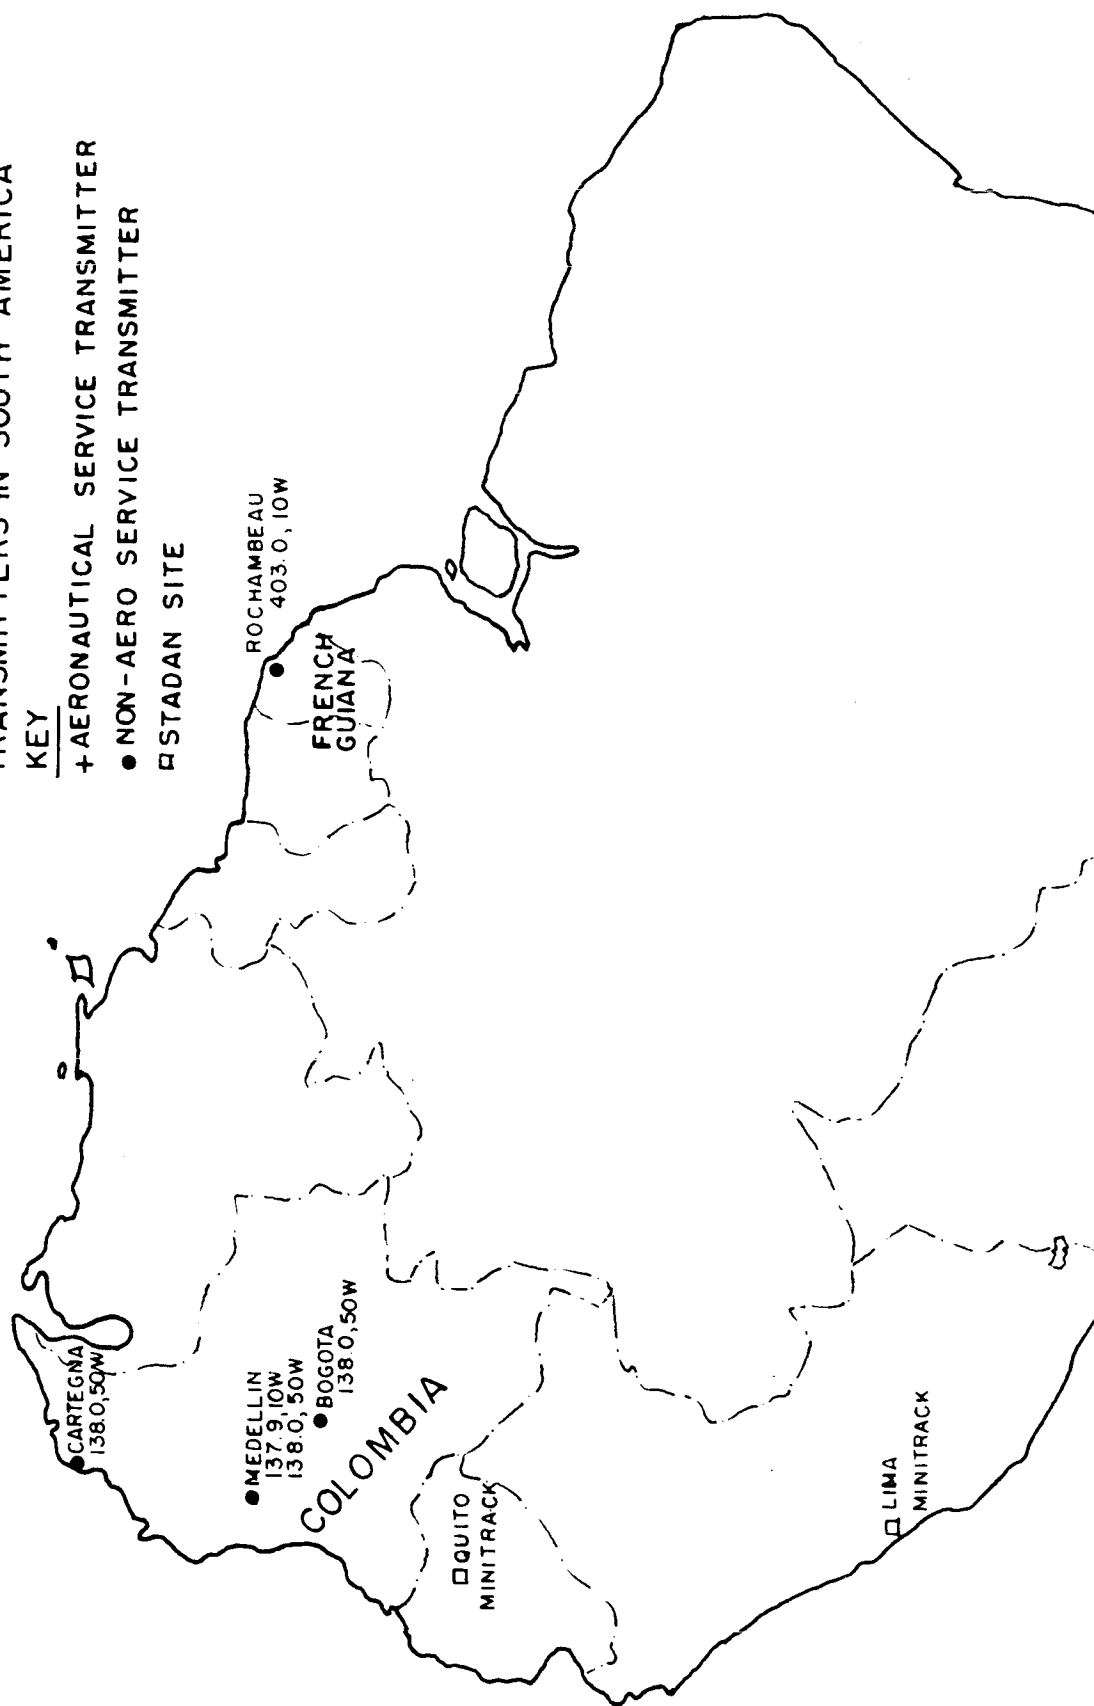 TRANSMITTERS IN SOUTH AMERICA
KEY
+AERONAUTICAL SERVICE TRANSMITTER
●NON-AERO SERVICE TRANSMITTER
STADAN SITE
ROCHAMBEAU
403.0, 10W
FRENCH
GUIANA
CARTEGNA
138.0, 50W
MEDELLIN
137.9, 10W
138.0, 50W
BOGOTA
138.0, 50W
COLOMBIA
QUITO
MINITRACK
LIMA
MINITRACK